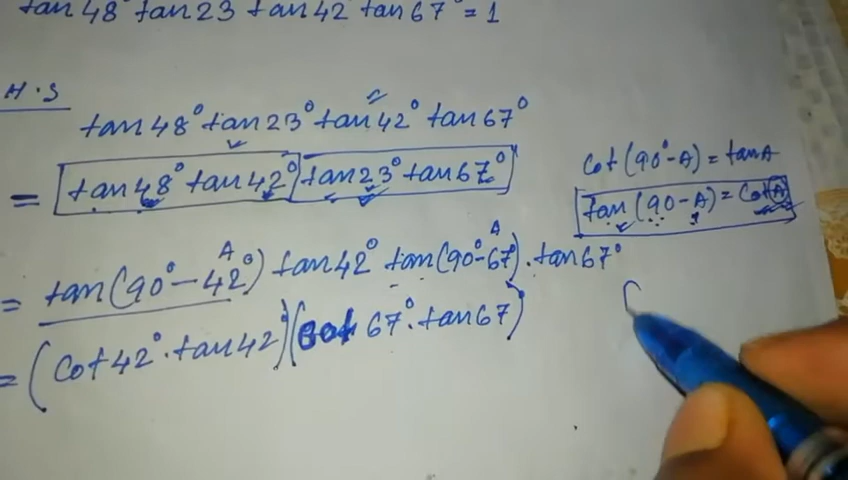 tan 48° tan 23 tan 42° tan 67° = 1
H.S
tan 48° tan 23° tan 42° tan 67°
= tan 48° tan 42° tan 23° tan 67°
cot (90° - A) = tan A
tan (90 - A) = cot A
A A
= tan (90° - 42°) tan 42° tan (90° - 67°) . tan 67°
= (cot 42° . tan 42) (cot 67° . tan 67)